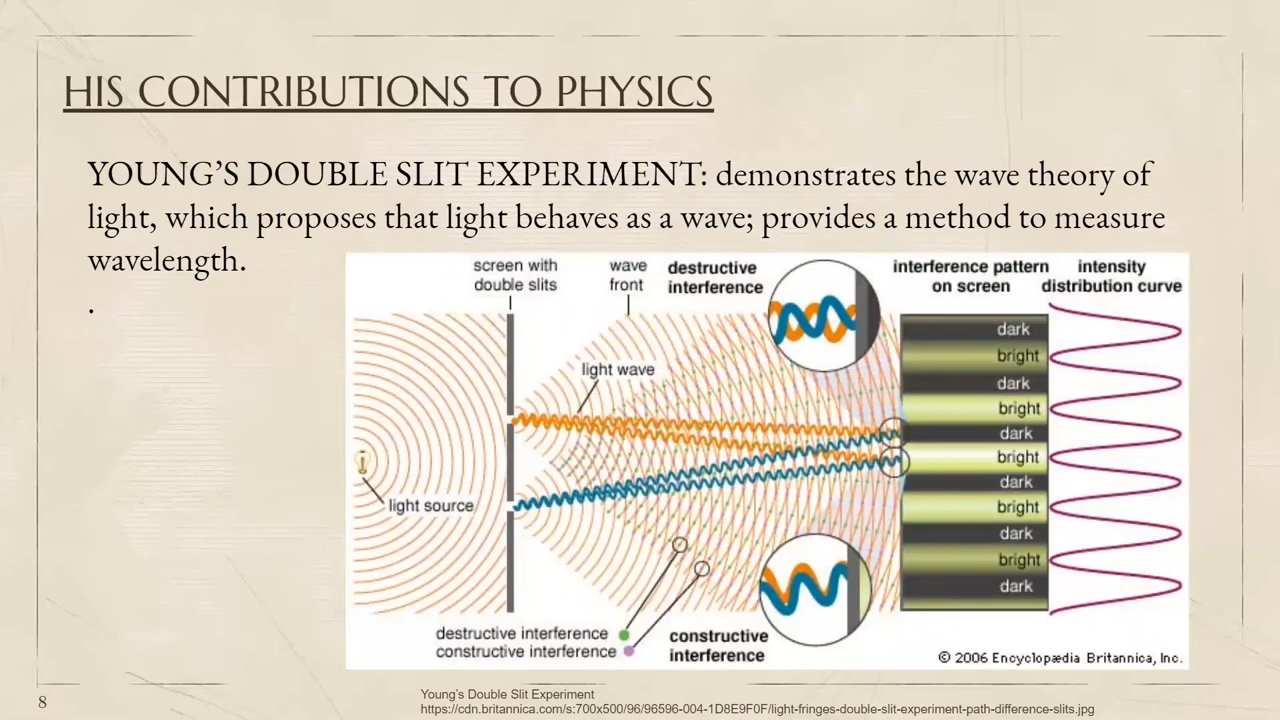 HIS CONTRIBUTIONS TO PHYSICS
YOUNG’S DOUBLE SLIT EXPERIMENT: demonstrates the wave theory of
light, which proposes that light behaves as a wave; provides a method to measure
wavelength.
.
screen with
double slits
wave
front
destructive
interference
interference pattern
on screen
intensity
distribution curve
light wave
light source
dark
bright
dark
bright
dark
bright
dark
bright
dark
bright
dark
destructive interference
constructive interference
constructive
interference
© 2006 Encyclopædia Britannica, Inc.
8
Young’s Double Slit Experiment
https://cdn.britannica.com/s:700x500/96/96596-004-1D8E9F0F/light-fringes-double-slit-experiment-path-difference-slits.jpg